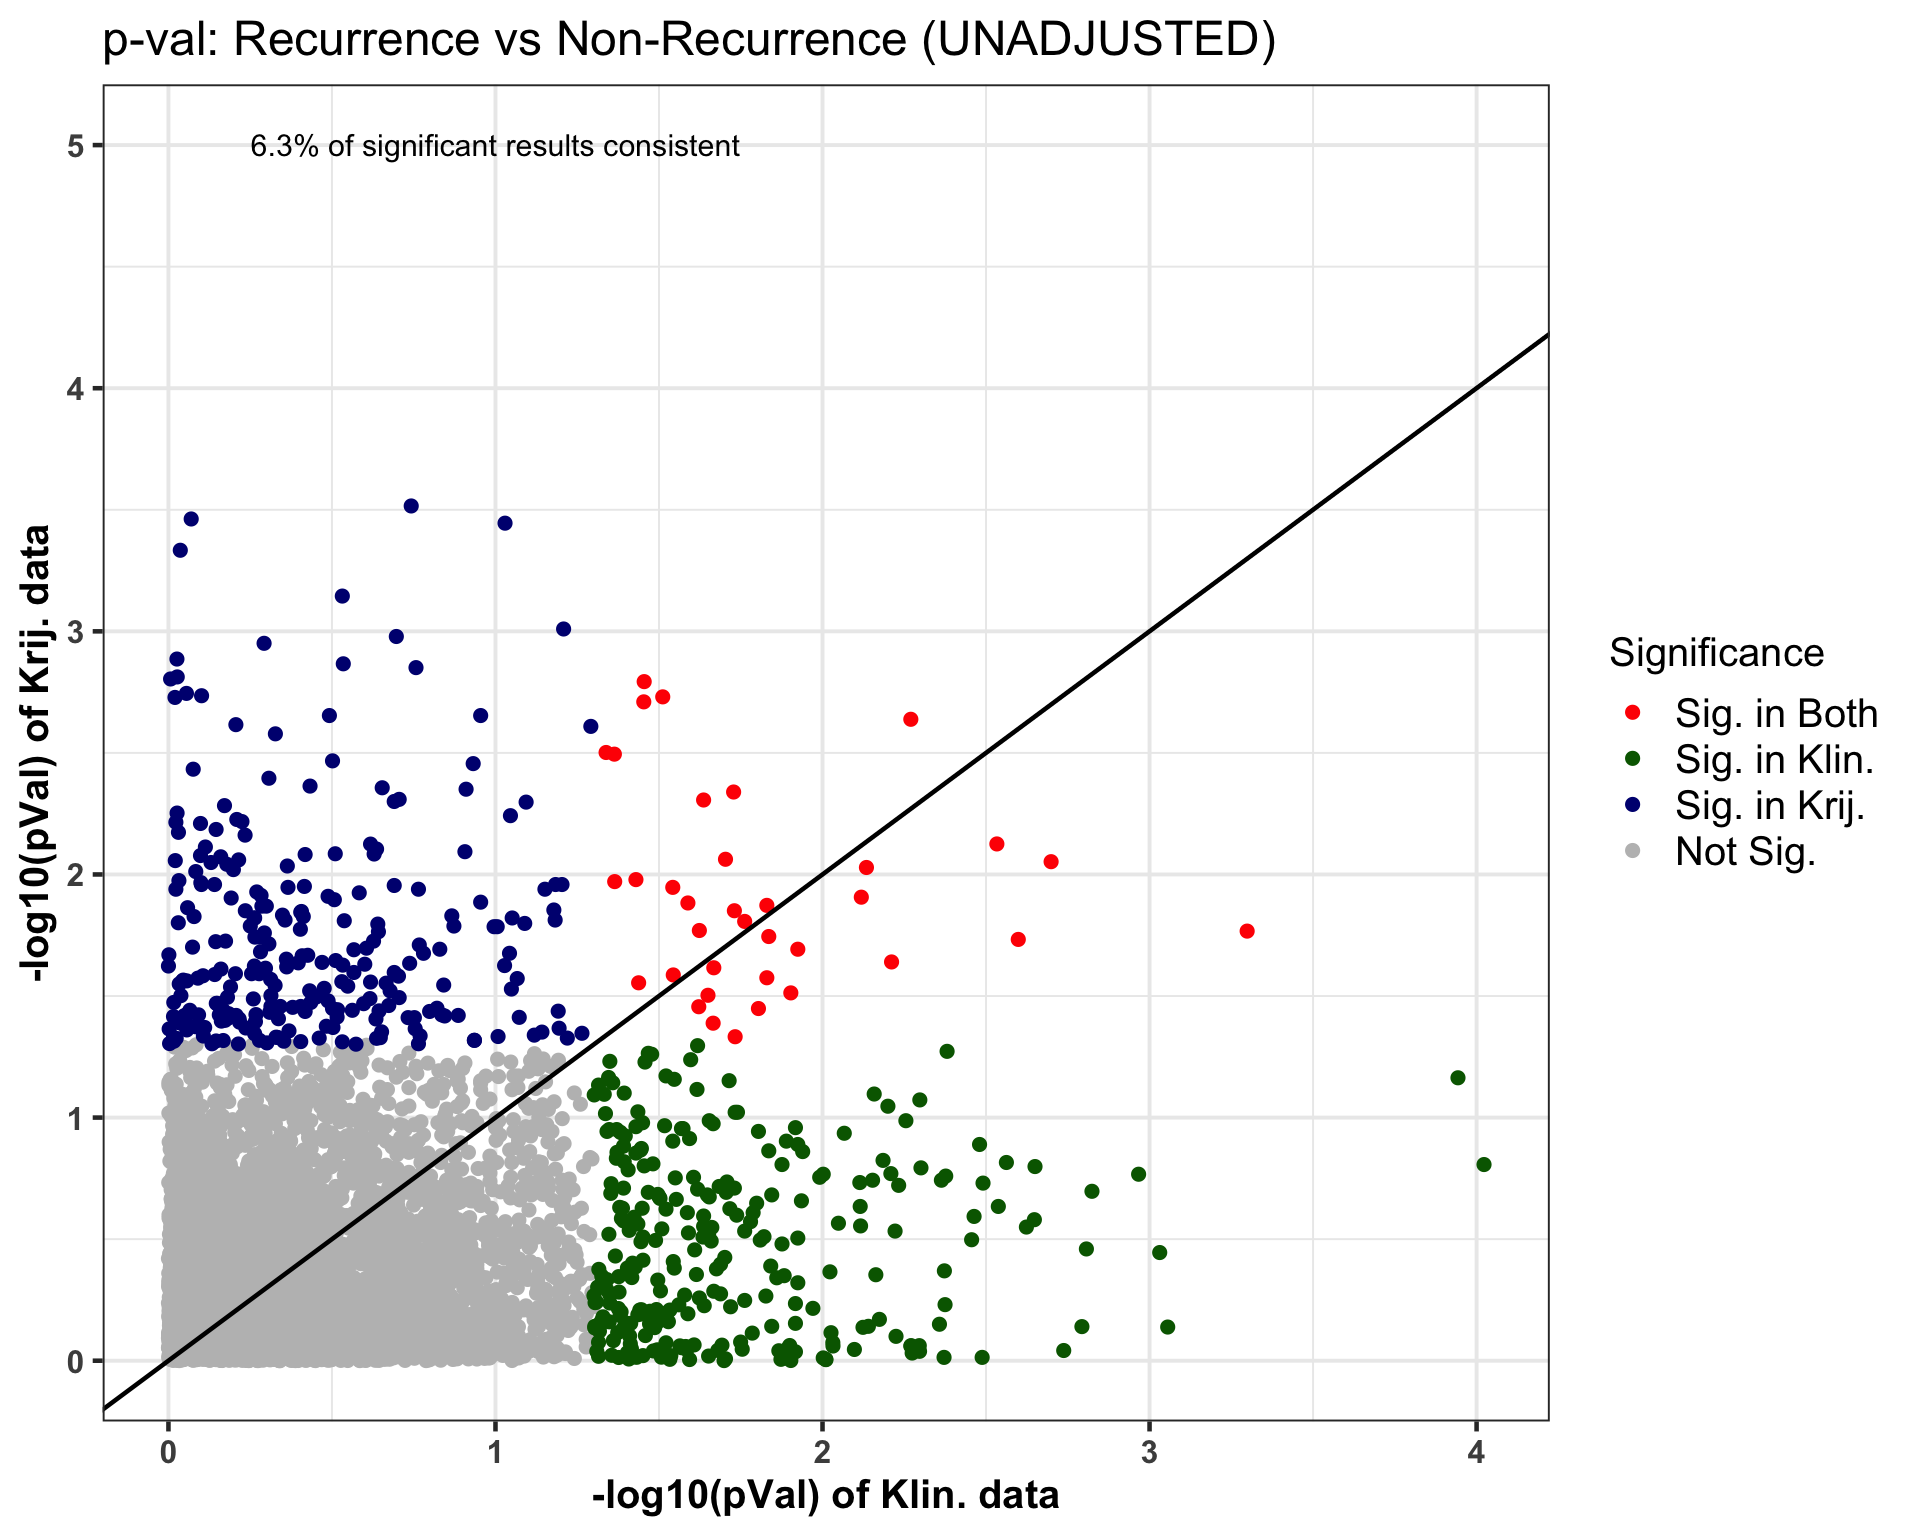 p-val: Recurrence vs Non-Recurrence (UNADJUSTED)
6.3% of significant results consistent
5
4
3
2
1
0
-log10(pVal) of Krij. data
0 1 2 3 4
-log10(pVal) of Klin. data
Significance
Sig. in Both
Sig. in Klin.
Sig. in Krij.
Not Sig.